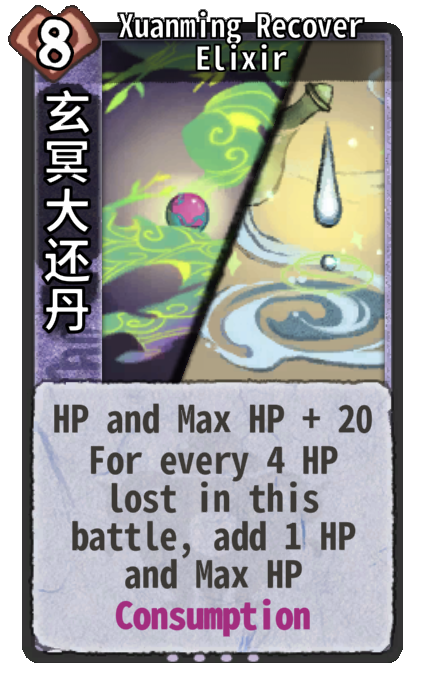 8
Xuanming Recover
Elixir
玄冥大还丹
HP and Max HP + 20
For every 4 HP
lost in this
battle, add 1 HP
and Max HP
Consumption